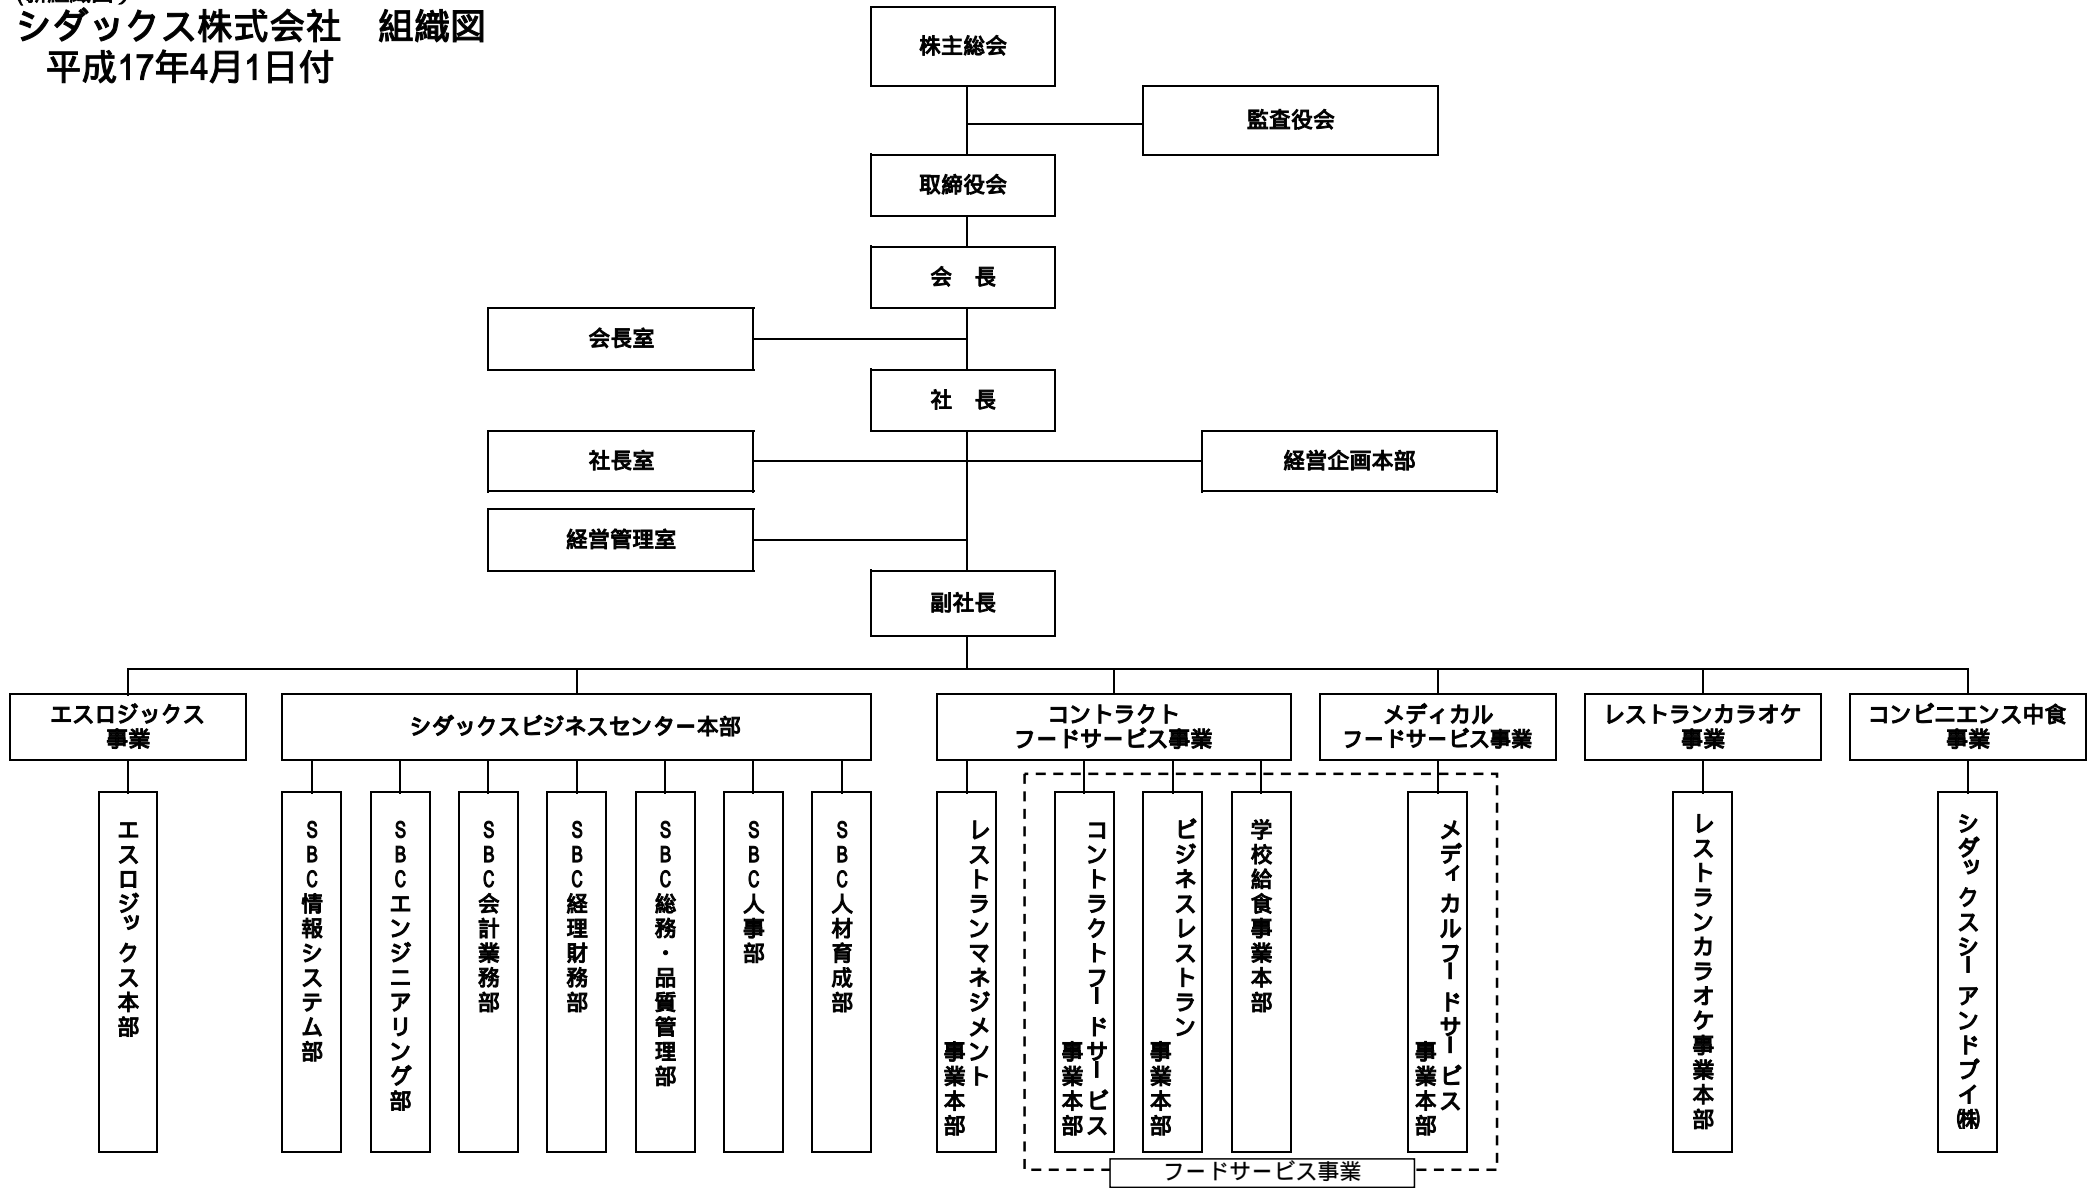 シダックス株式会社　組織図
平成17年4月1日付
株主総会
監査役会
取締役会
会　長
会長室
社　長
社長室
経営企画本部
経営管理室
副社長
エスロジックス
事業
シダックスビジネスセンター本部
コントラクト
フードサービス事業
メディカル
フードサービス事業
レストランカラオケ
事業
コンビニエンス中食
事業
エスロジックス本部
SBC情報システム部
SBCエンジニアリング部
SBC会計業務部
SBC経理財務部
SBC総務・品質管理部
SBC人事部
SBC人材育成部
レストランマネジメント
事業本部
コントラクトフードサービス
事業本部
ビジネスレストラン
事業本部
学校給食事業本部
メディカルフードサービス
事業本部
レストランカラオケ事業本部
シダックスシーアンドブイ㈱
フードサービス事業